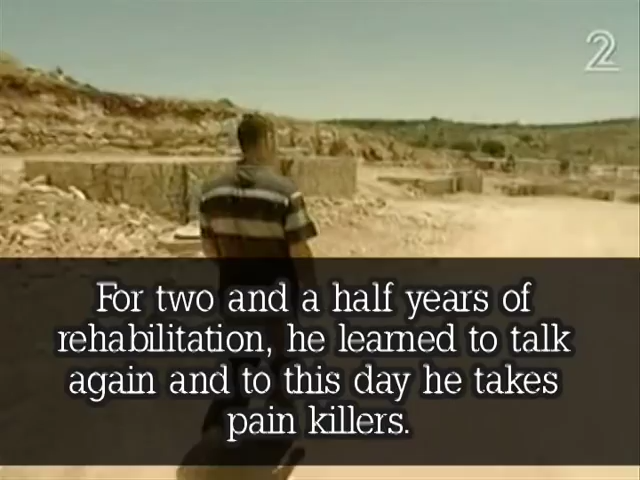 2
For two and a half years of
rehabilitation, he learned to talk
again and to this day he takes
pain killers.